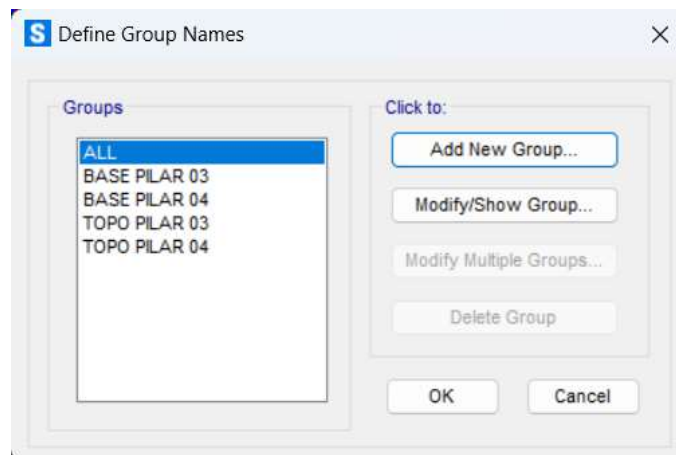 S Define Group Names
Groups
ALL
BASE PILAR 03
BASE PILAR 04
TOPO PILAR 03
TOPO PILAR 04
Click to:
Add New Group...
Modify/Show Group...
Modify Multiple Groups...
Delete Group
OK
Cancel